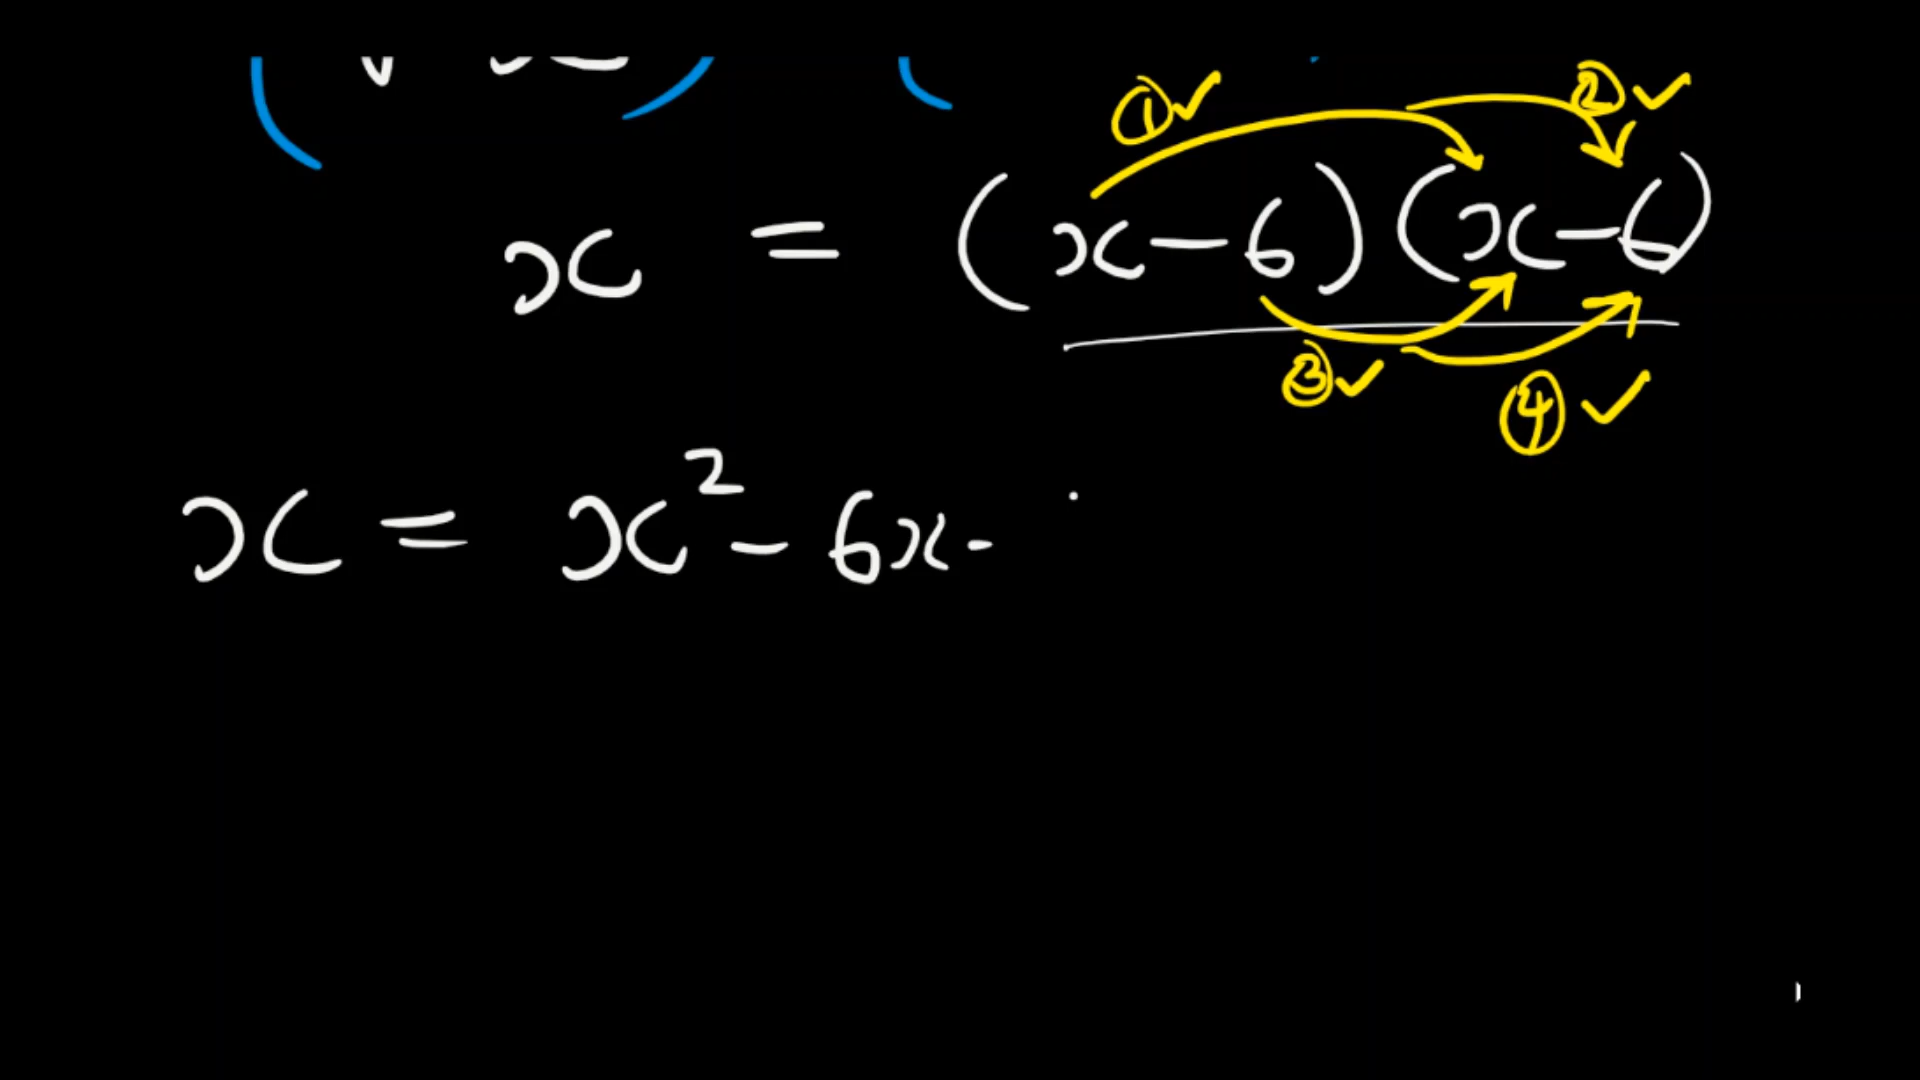 ① ✓ ② ✓
x = (x-6)(x-6)
③ ✓ ④ ✓
x = x² - 6x -